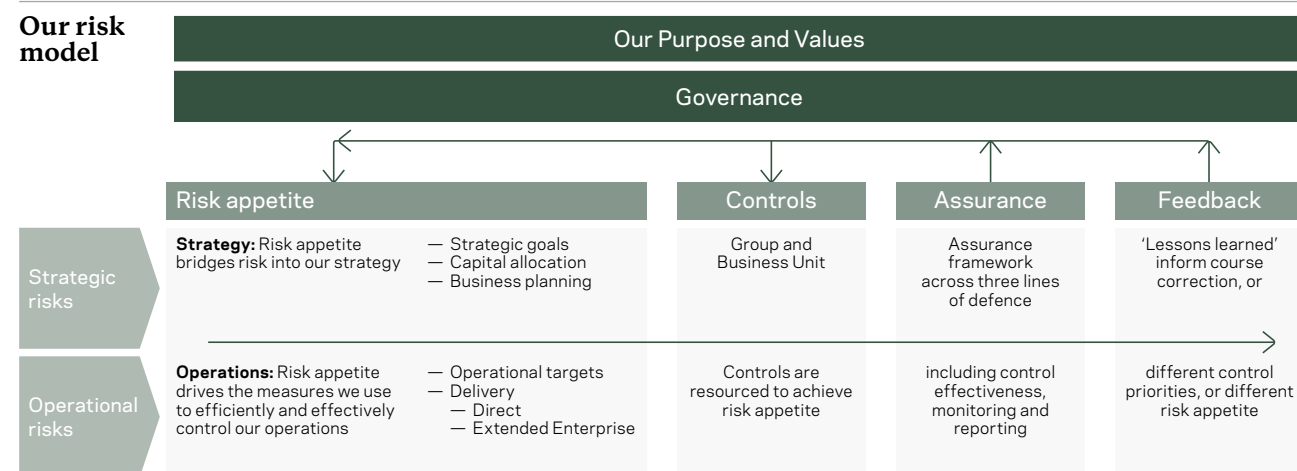 Our risk
model
Our Purpose and Values
Governance
Risk appetite
Controls
Assurance
Feedback
Strategic
risks
Strategy: Risk appetite
bridges risk into our strategy
— Strategic goals
— Capital allocation
— Business planning
Group and
Business Unit
Assurance
framework
across three lines
of defence
‘Lessons learned’
inform course
correction, or
Operational
risks
Operations: Risk appetite
drives the measures we use
to efficiently and effectively
control our operations
— Operational targets
— Delivery
— Direct
— Extended Enterprise
Controls are
resourced to achieve
risk appetite
including control
effectiveness,
monitoring and
reporting
different control
priorities, or different
risk appetite